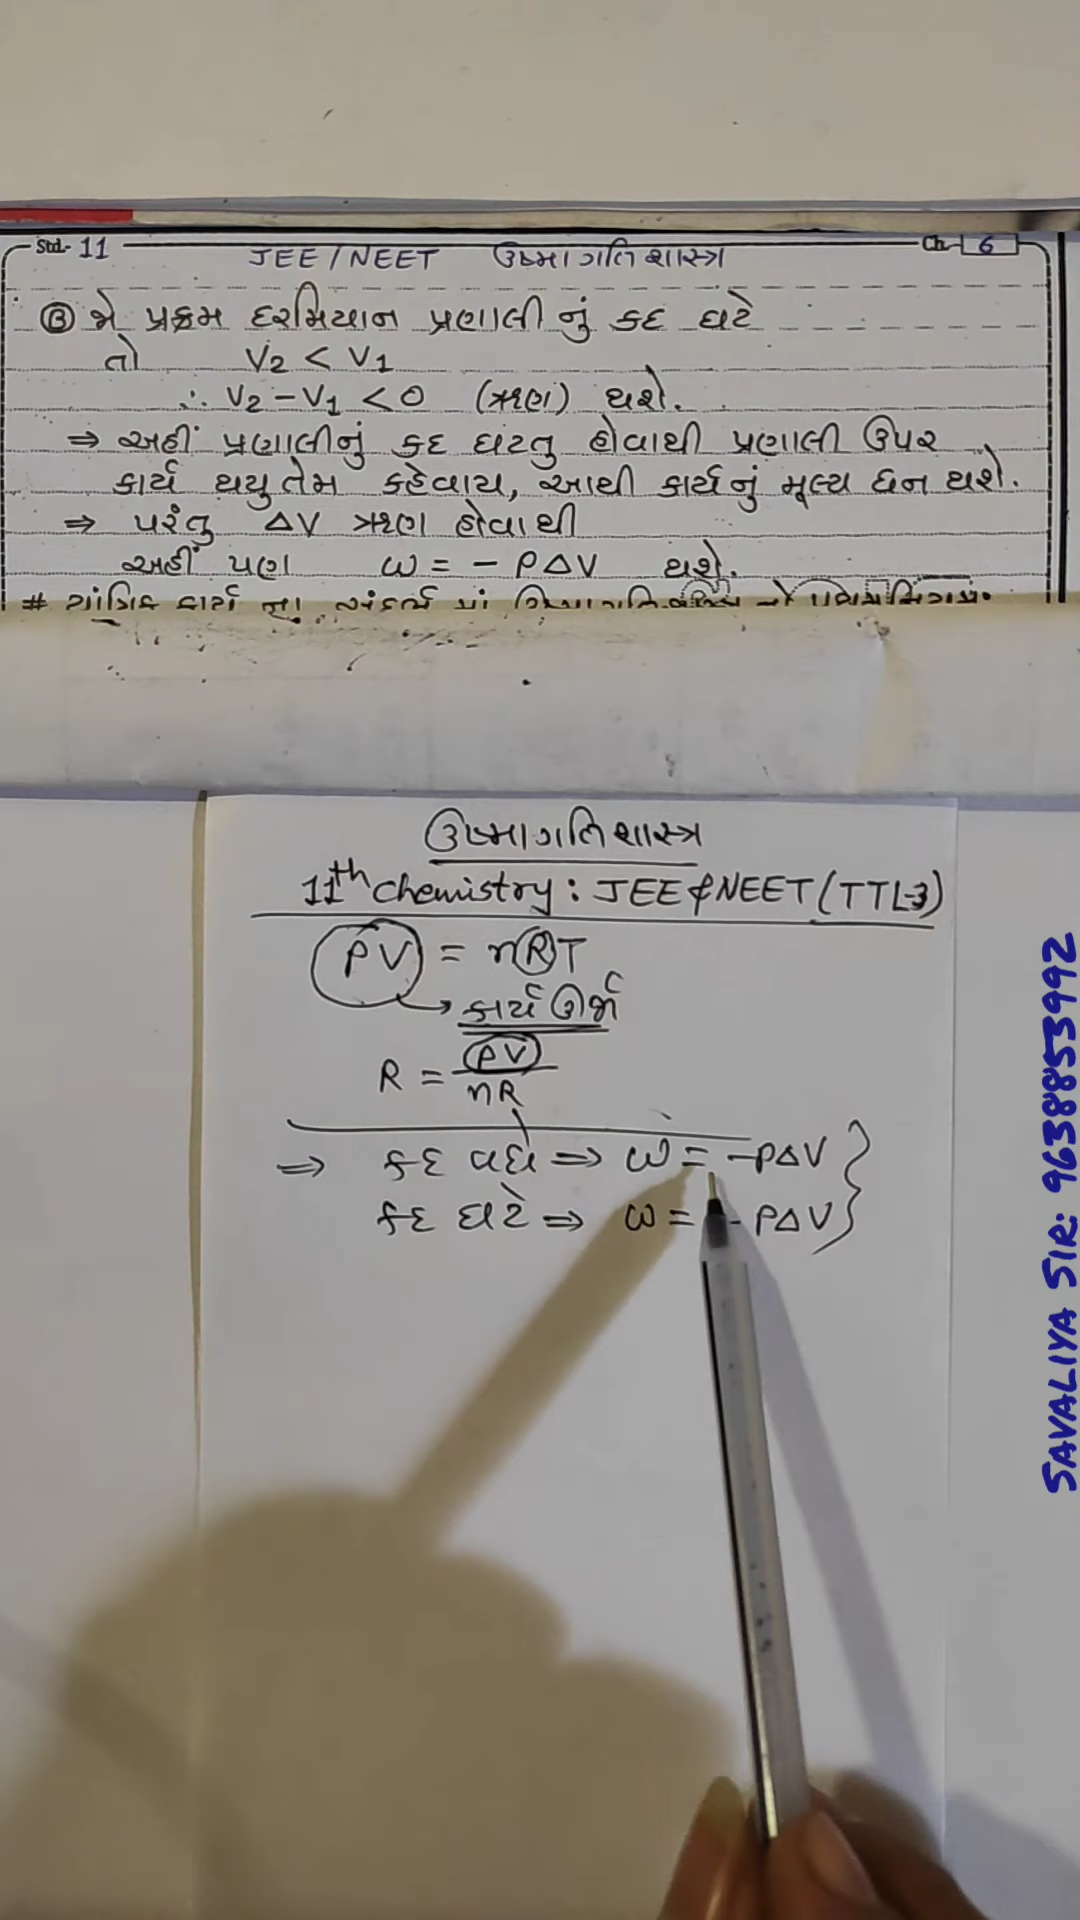 Std.- 11 JEE / NEET ઉષ્માગતિશાસ્ત્ર Ch- 6
Ⓑ જો પ્રક્રમ દરમિયાન પ્રણાલીનું કદ ઘટે
તો V₂ < V₁
∴ V₂ – V₁ < 0 (ઋણ) થશે.
⇒ અહીં પ્રણાલીનું કદ ઘટતુ હોવાથી પ્રણાલી ઉપર
કાર્ય થયુ તેમ કહેવાય, આથી કાર્યનું મૂલ્ય ધન થશે.
⇒ પરંતુ ΔV ઋણ હોવાથી
અહીં પણ ω = – PΔV થશે.
# યાંત્રિક કાર્ય ના સંદર્ભ માં
ઉષ્માગતિશાસ્ત્ર
11th chemistry : JEE & NEET (TTL-3)
PV = nRT
→ કાર્ય ઊર્જા
R = PV / nR
⇒ કદ વધે ⇒ ω = –PΔV
કદ ઘટે ⇒ ω = – PΔV
SAVALIYA SIR: 9638853992